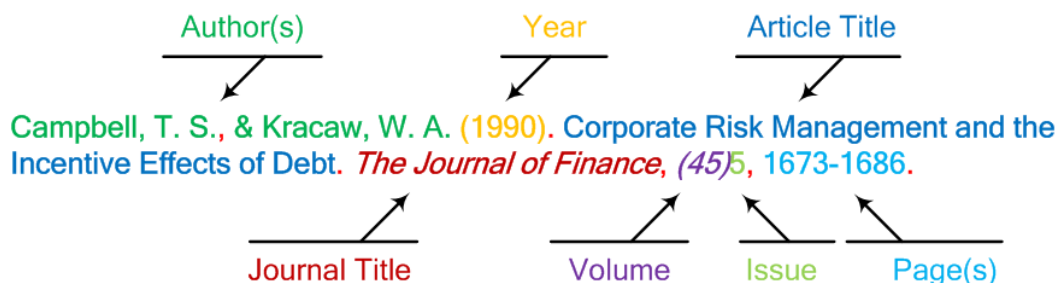 Author(s) Year Article Title
Campbell, T. S., & Kracaw, W. A. (1990). Corporate Risk Management and the
Incentive Effects of Debt. The Journal of Finance, (45)5, 1673-1686.
Journal Title Volume Issue Page(s)